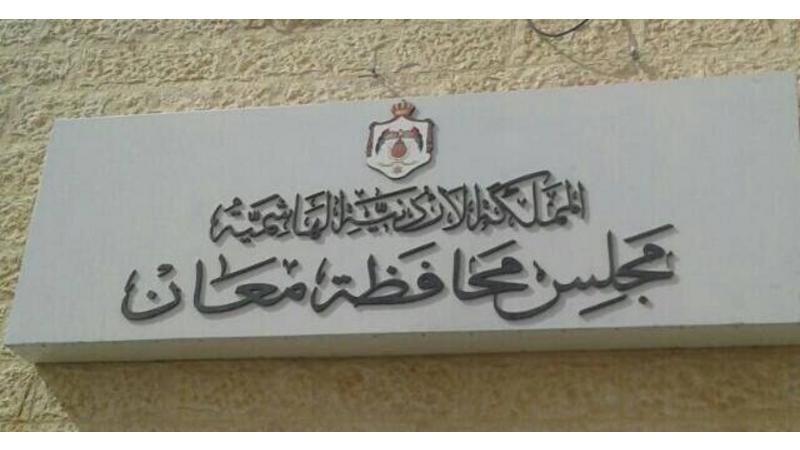 المملكة الأردنية الهاشمية
مجلس محافظة معان